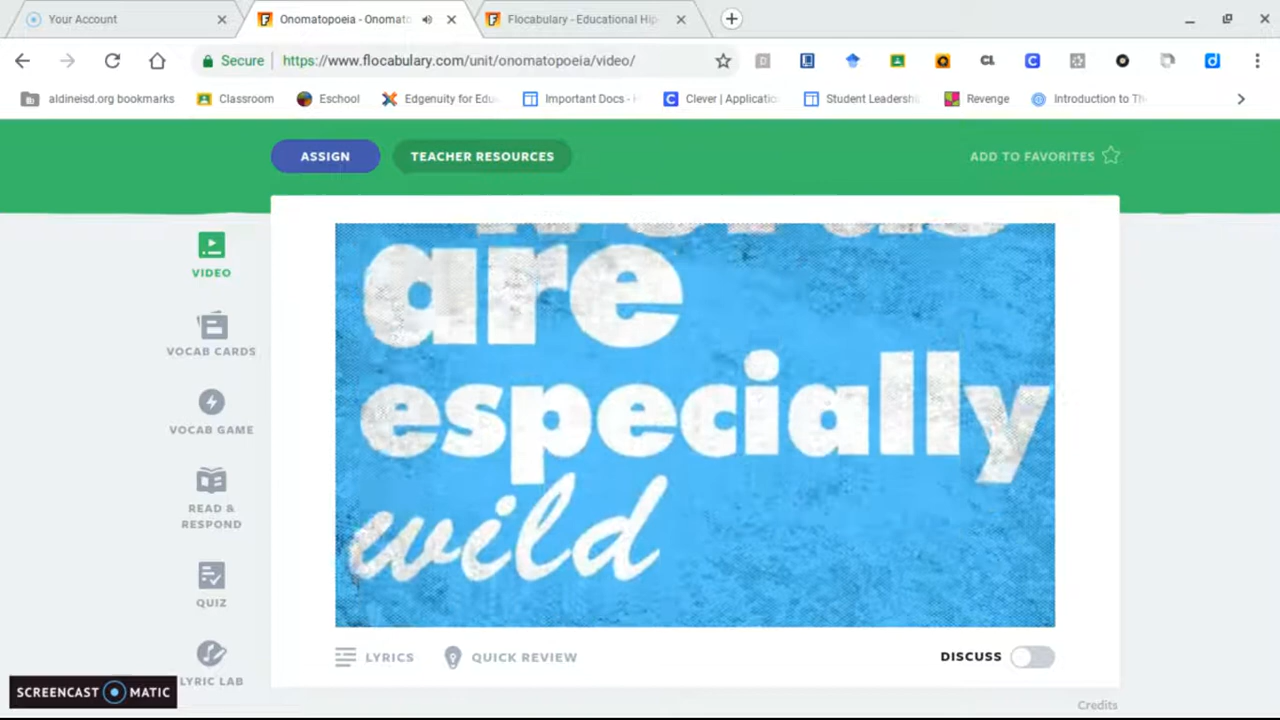 Your Account
Onomatopoeia - Onomato
Flocabulary - Educational Hip
Secure
https://www.flocabulary.com/unit/onomatopoeia/video/
aldineisd.org bookmarks
Classroom
Eschool
Edgenuity for Edu
Important Docs - H
Clever | Applicatio
Student Leadersh
Revenge
Introduction to Th
ASSIGN
TEACHER RESOURCES
ADD TO FAVORITES
are
especially
wild
VIDEO
VOCAB CARDS
VOCAB GAME
READ &
RESPOND
QUIZ
LYRIC LAB
LYRICS
QUICK REVIEW
DISCUSS
Credits
SCREENCAST MATIC